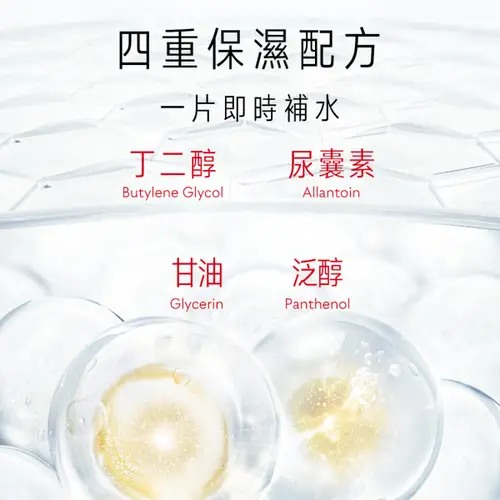 四重保濕配方
一片即時補水
丁二醇 尿囊素
Butylene Glycol Allantoin
甘油 泛醇
Glycerin Panthenol